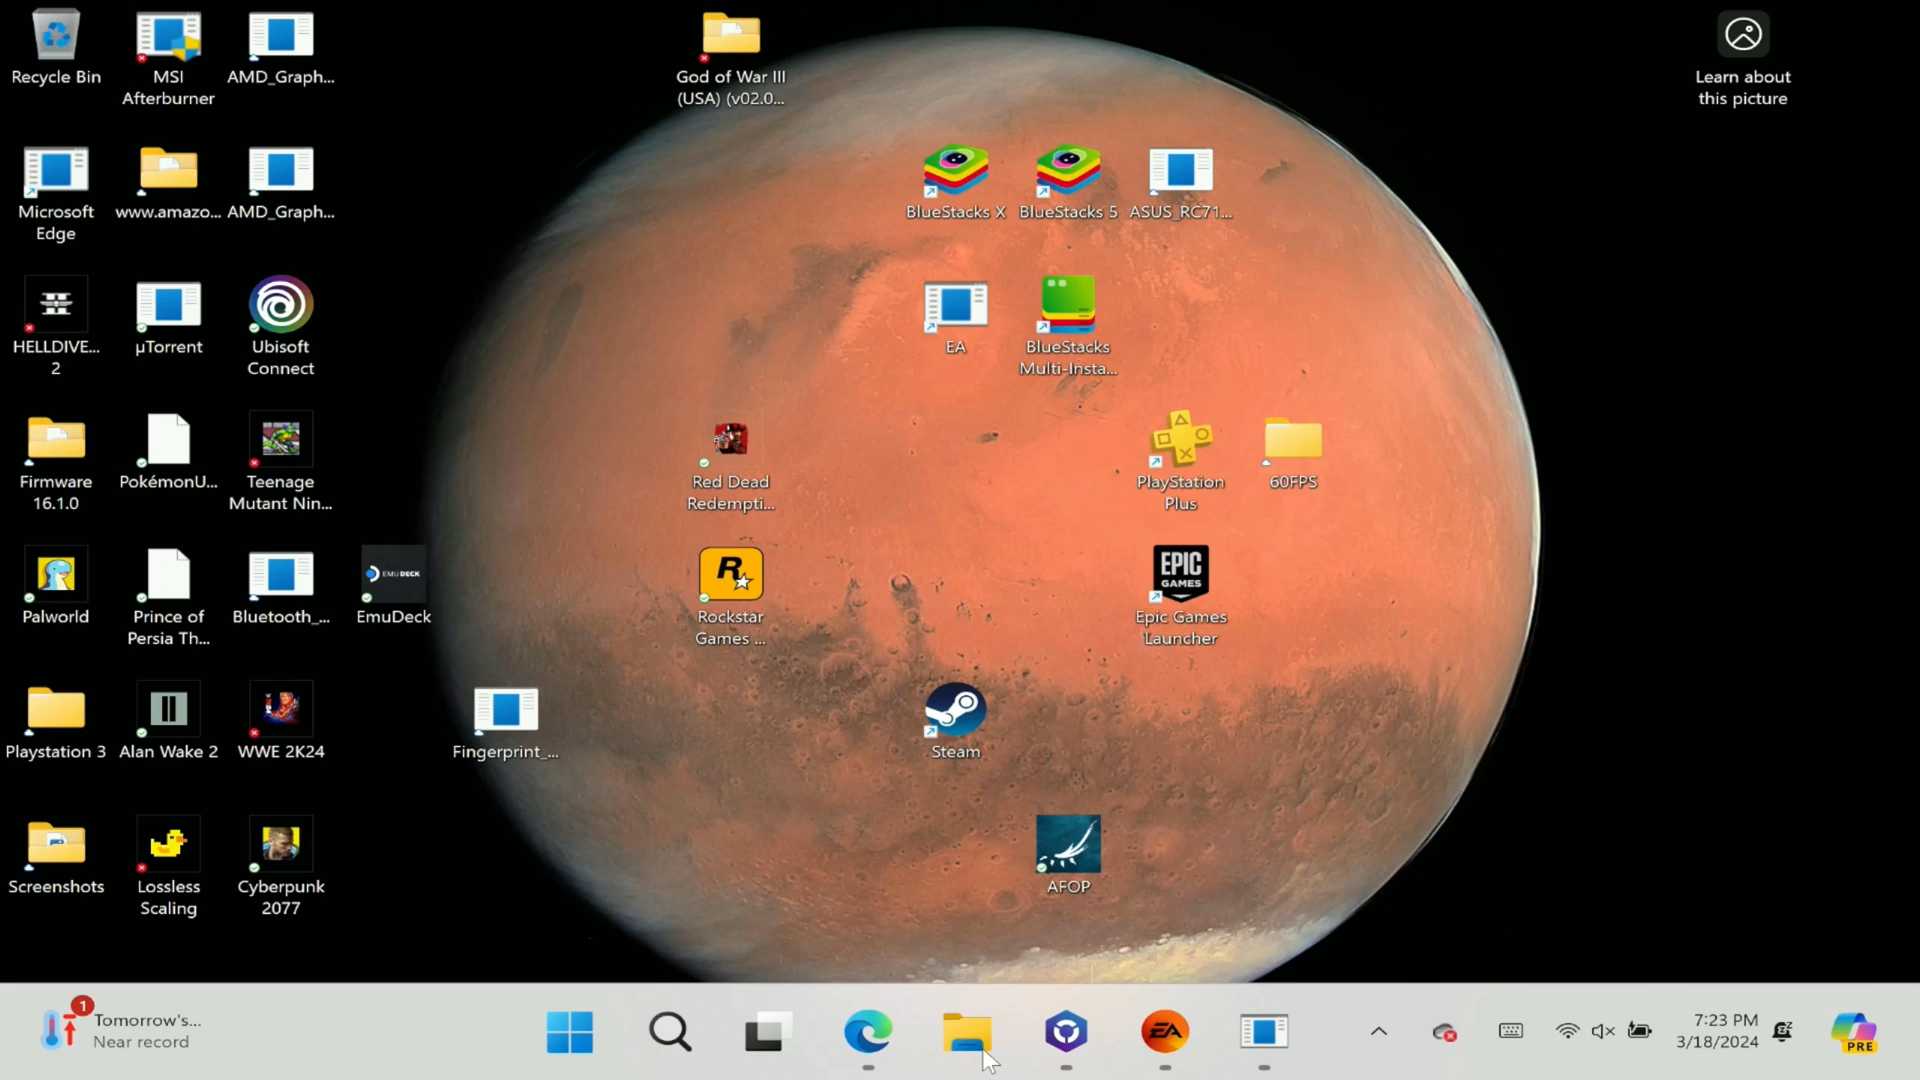 Recycle Bin
MSI
Afterburner
AMD_Graph...
God of War III
(USA) (v02.0...
Learn about
this picture
Microsoft
Edge
www.amazo...
AMD_Graph...
BlueStacks X
BlueStacks 5
ASUS_RC71...
HELLDIVE...
2
µTorrent
Ubisoft
Connect
EA
BlueStacks
Multi-Insta...
Firmware
16.1.0
PokémonU...
Teenage
Mutant Nin...
Red Dead
Redempti...
PlayStation
Plus
60FPS
Palworld
Prince of
Persia Th...
Bluetooth_...
EMUDECK
EmuDeck
R
Rockstar
Games ...
EPIC
GAMES
Epic Games
Launcher
Playstation 3
Alan Wake 2
WWE 2K24
Fingerprint_...
Steam
Screenshots
Lossless
Scaling
Cyberpunk
2077
AFOP
1
Tomorrow's...
Near record
EA
7:23 PM
3/18/2024
PRE